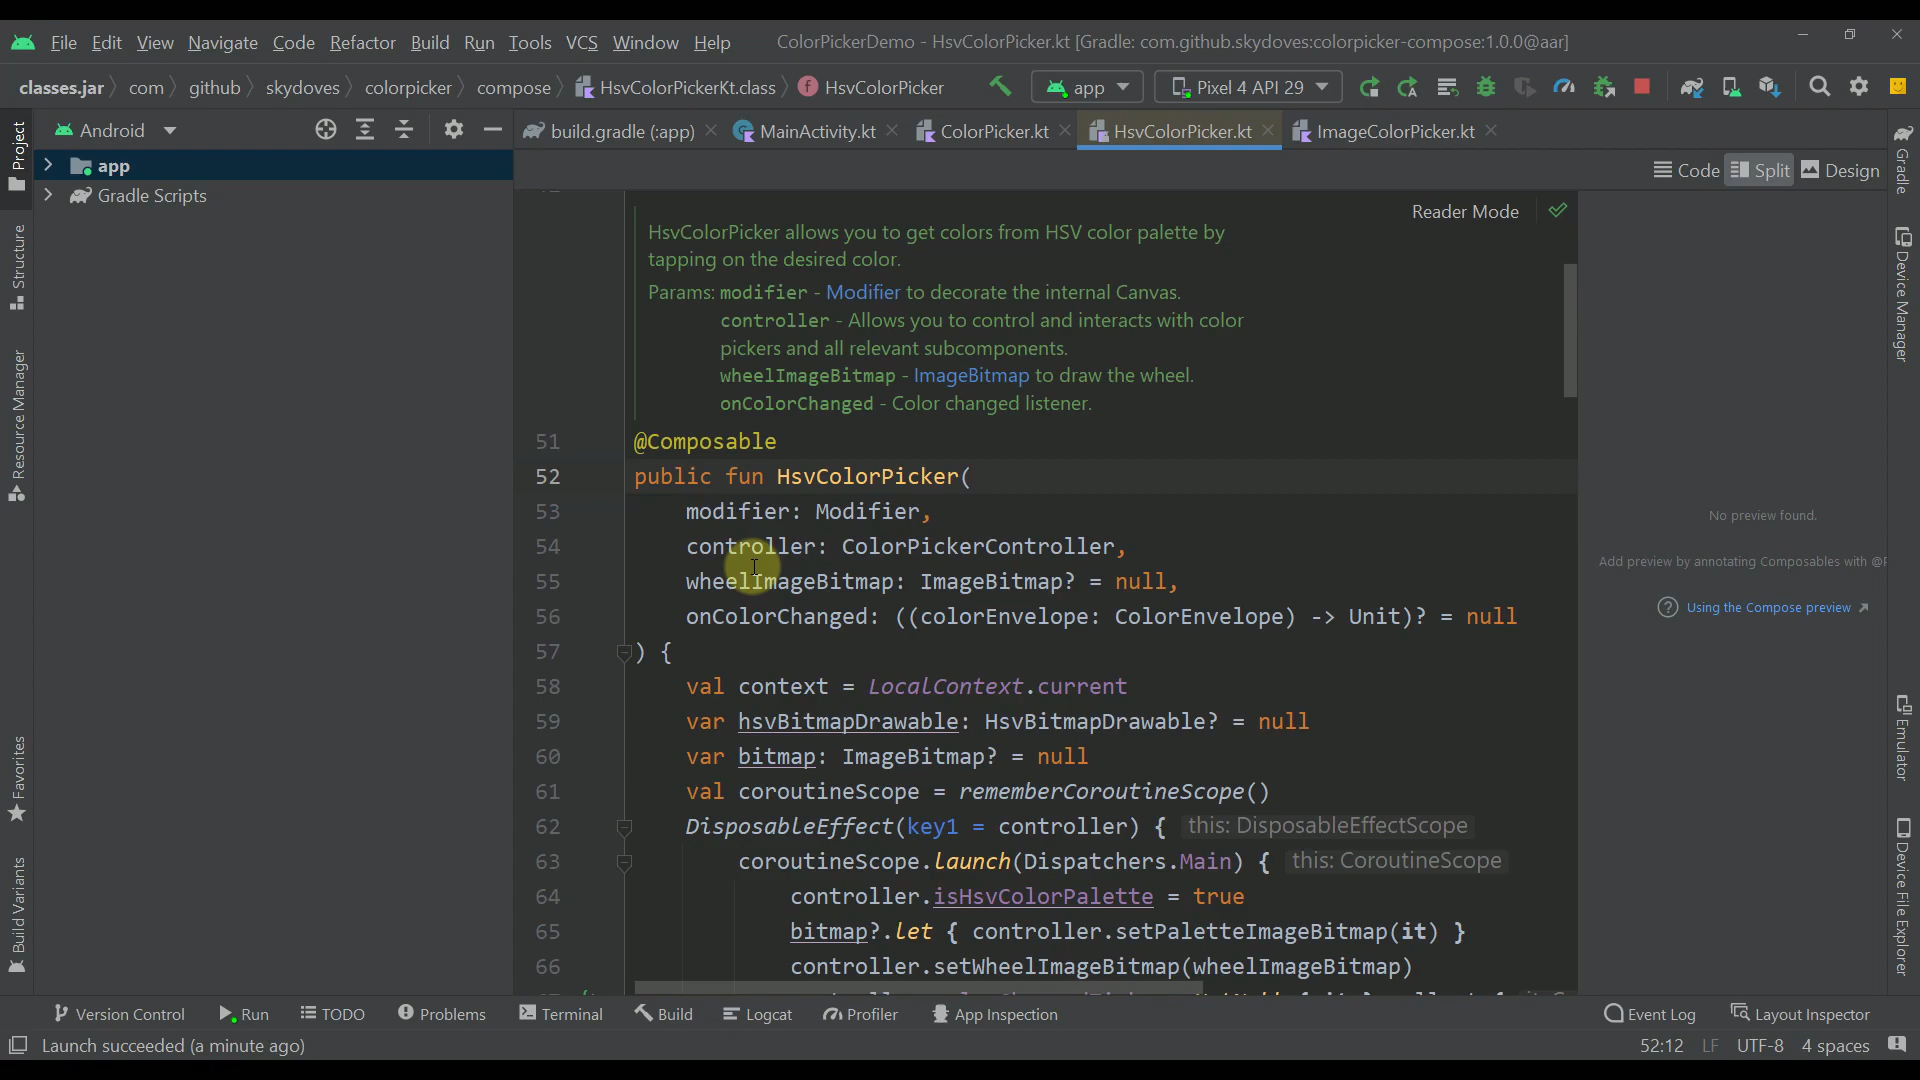 File Edit View Navigate Code Refactor Build Run Tools VCS Window Help ColorPickerDemo - HsvColorPicker.kt [Gradle: com.github.skydoves:colorpicker-compose:1.0.0@aar]
classes.jar com github skydoves colorpicker compose HsvColorPickerKt.class HsvColorPicker app Pixel 4 API 29
Project
Structure
Resource Manager
Favorites
Build Variants
Android
app
Gradle Scripts
build.gradle (:app) MainActivity.kt ColorPicker.kt HsvColorPicker.kt ImageColorPicker.kt
Code Split Design
Reader Mode
HsvColorPicker allows you to get colors from HSV color palette by
tapping on the desired color.
Params: modifier - Modifier to decorate the internal Canvas.
controller - Allows you to control and interacts with color
pickers and all relevant subcomponents.
wheelImageBitmap - ImageBitmap to draw the wheel.
onColorChanged - Color changed listener.
51 @Composable
52 public fun HsvColorPicker(
53 modifier: Modifier,
54 controller: ColorPickerController,
55 wheelImageBitmap: ImageBitmap? = null,
56 onColorChanged: ((colorEnvelope: ColorEnvelope) -> Unit)? = null
57 ) {
58 val context = LocalContext.current
59 var hsvBitmapDrawable: HsvBitmapDrawable? = null
60 var bitmap: ImageBitmap? = null
61 val coroutineScope = rememberCoroutineScope()
62 DisposableEffect(key1 = controller) { this: DisposableEffectScope
63 coroutineScope.launch(Dispatchers.Main) { this: CoroutineScope
64 controller.isHsvColorPalette = true
65 bitmap?.let { controller.setPaletteImageBitmap(it) }
66 controller.setWheelImageBitmap(wheelImageBitmap)
No preview found.
Add preview by annotating Composables with @P
Using the Compose preview
Gradle
Device Manager
Emulator
Device File Explorer
Version Control Run TODO Problems Terminal Build Logcat Profiler App Inspection Event Log Layout Inspector
Launch succeeded (a minute ago) 52:12 LF UTF-8 4 spaces